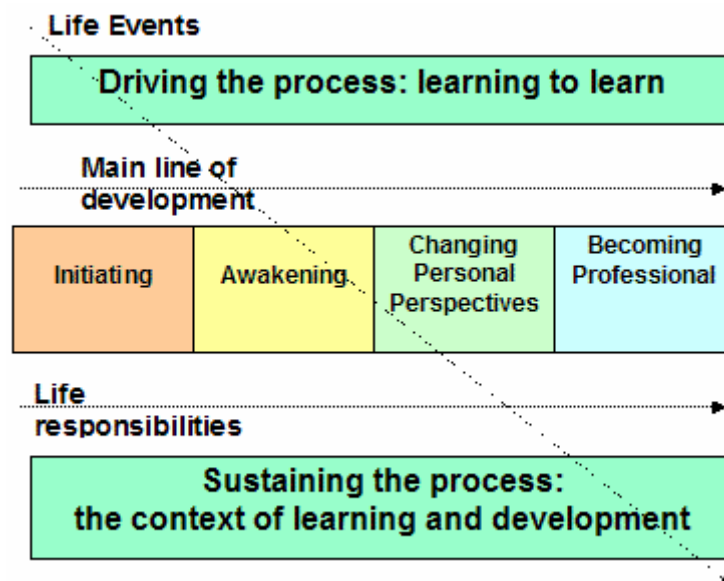 Life Events
Driving the process: learning to learn
Main line of
development
Initiating
Awakening
Changing
Personal
Perspectives
Becoming
Professional
Life
responsibilities
Sustaining the process:
the context of learning and development